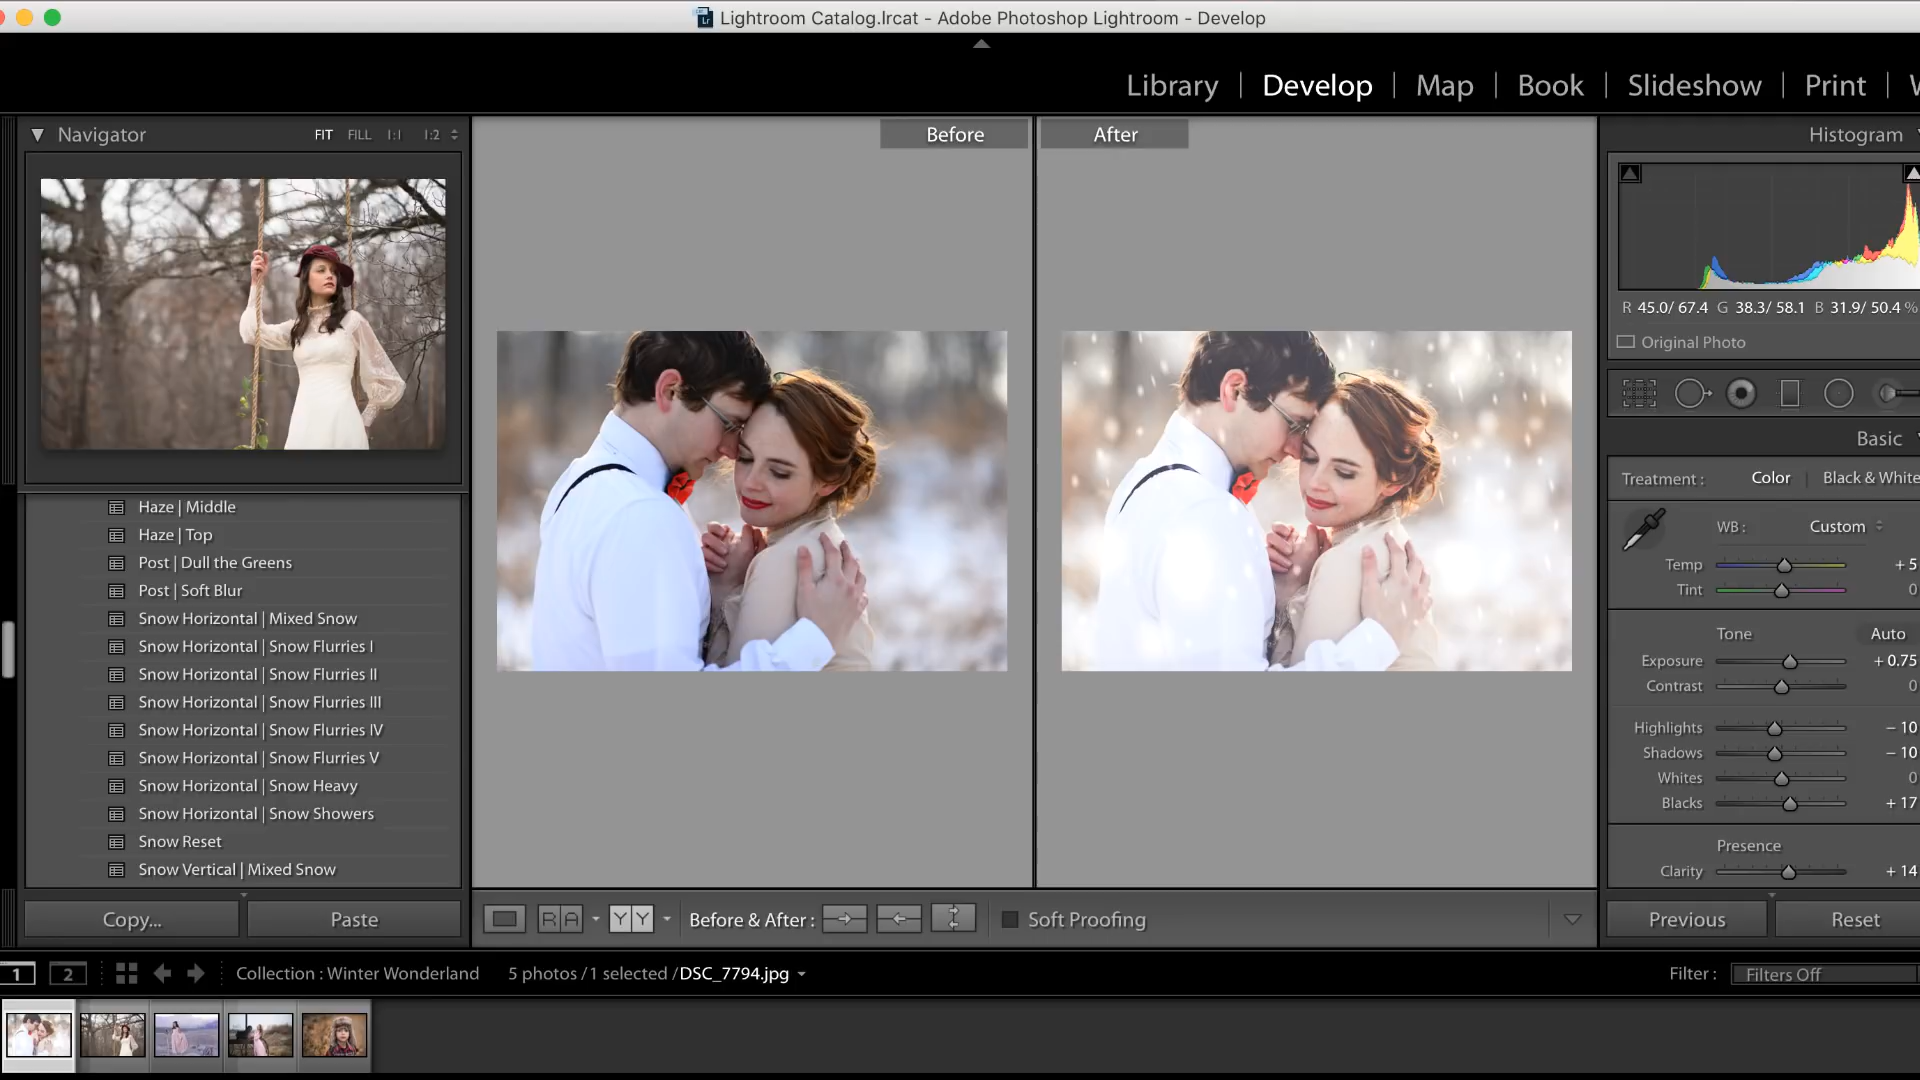 Lightroom Catalog.lrcat - Adobe Photoshop Lightroom - Develop
Library | Develop | Map | Book | Slideshow | Print |
Navigator FIT FILL 1:1 1:2
Before After
Histogram
R 45.0/ 67.4 G 38.3/ 58.1 B 31.9/ 50.4 %
Original Photo
Basic
Treatment : Color | Black & White
WB : Custom
Temp + 5
Tint 0
Tone Auto
Exposure + 0.75
Contrast 0
Highlights − 10
Shadows − 10
Whites 0
Blacks + 17
Presence
Clarity + 14
Haze | Middle
Haze | Top
Post | Dull the Greens
Post | Soft Blur
Snow Horizontal | Mixed Snow
Snow Horizontal | Snow Flurries I
Snow Horizontal | Snow Flurries II
Snow Horizontal | Snow Flurries III
Snow Horizontal | Snow Flurries IV
Snow Horizontal | Snow Flurries V
Snow Horizontal | Snow Heavy
Snow Horizontal | Snow Showers
Snow Reset
Snow Vertical | Mixed Snow
Copy... Paste R A Y Y Before & After : Soft Proofing Previous Reset
1 2 Collection : Winter Wonderland 5 photos / 1 selected / DSC_7794.jpg Filter : Filters Off